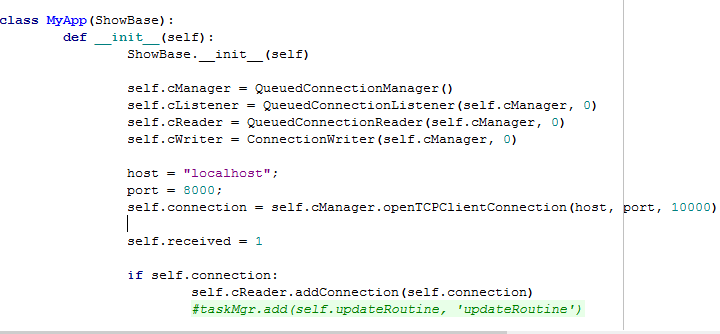 class MyApp(ShowBase):
def __init__(self):
ShowBase.__init__(self)
self.cManager = QueuedConnectionManager()
self.cListener = QueuedConnectionListener(self.cManager, 0)
self.cReader = QueuedConnectionReader(self.cManager, 0)
self.cWriter = ConnectionWriter(self.cManager, 0)
host = "localhost";
port = 8000;
self.connection = self.cManager.openTCPClientConnection(host, port, 10000)
self.received = 1
if self.connection:
self.cReader.addConnection(self.connection)
#taskMgr.add(self.updateRoutine, 'updateRoutine')